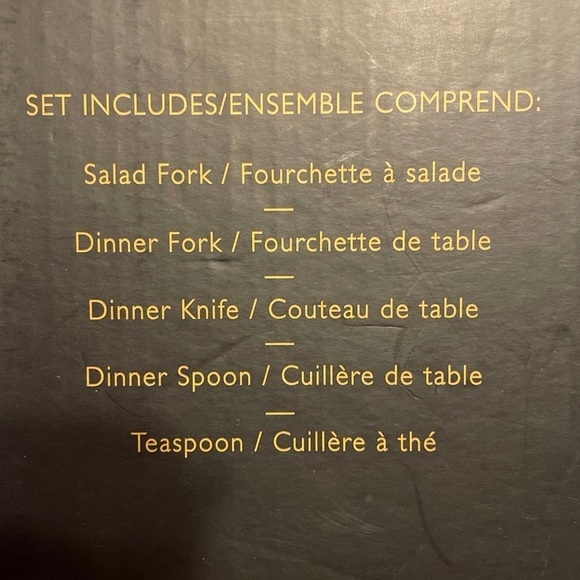 SET INCLUDES/ENSEMBLE COMPREND:
Salad Fork / Fourchette à salade
Dinner Fork / Fourchette de table
Dinner Knife / Couteau de table
Dinner Spoon / Cuillère de table
Teaspoon / Cuillère à thé